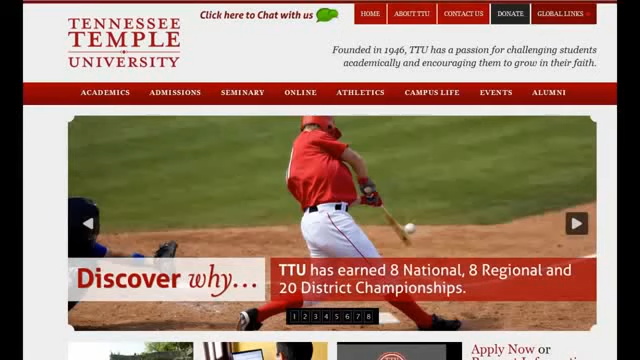 TENNESSEE
TEMPLE
UNIVERSITY
Click here to Chat with us
HOME
ABOUT TTU
CONTACT US
DONATE
GLOBAL LINKS
Founded in 1946, TTU has a passion for challenging students
academically and encouraging them to grow in their faith.
ACADEMICS ADMISSIONS SEMINARY ONLINE ATHLETICS CAMPUS LIFE EVENTS ALUMNI
Discover why...
TTU has earned 8 National, 8 Regional and
20 District Championships.
1 2 3 4 5 6 7 8
Apply Now or